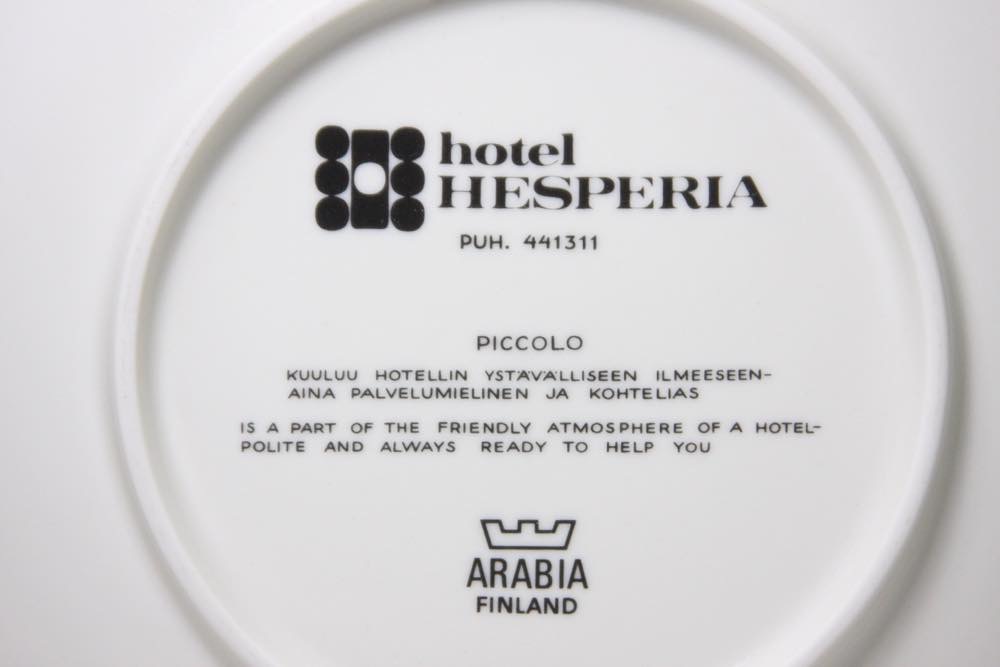 hotel
HESPERIA
PUH. 441311
PICCOLO
KUULUU HOTELLIN YSTÄVÄLLISEEN ILMEESEEN-
AINA PALVELUMIELINEN JA KOHTELIAS
IS A PART OF THE FRIENDLY ATMOSPHERE OF A HOTEL-
POLITE AND ALWAYS READY TO HELP YOU
ARABIA
FINLAND